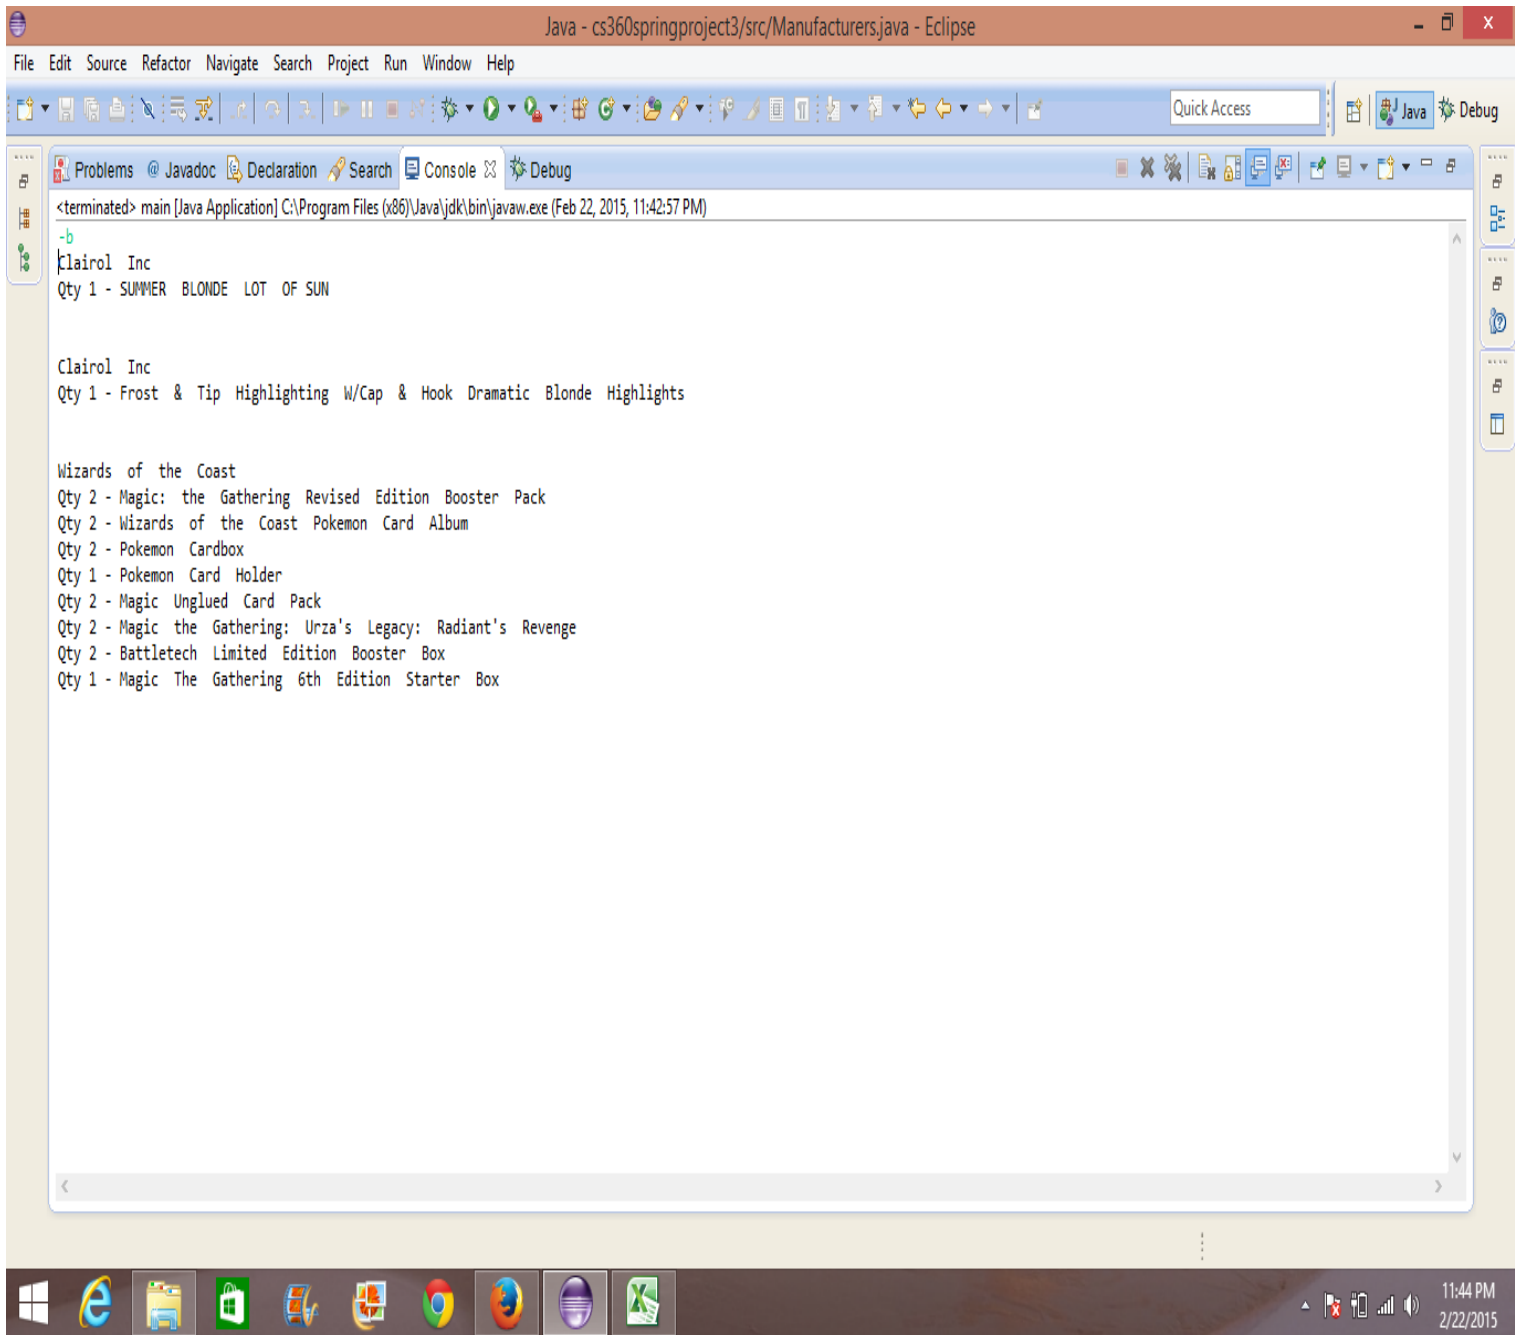 Java - cs360springproject3/src/Manufacturers.java - Eclipse
File Edit Source Refactor Navigate Search Project Run Window Help
Quick Access
Java
Debug
Problems @ Javadoc Declaration Search Console Debug
<terminated> main [Java Application] C:\Program Files (x86)\Java\jdk\bin\javaw.exe (Feb 22, 2015, 11:42:57 PM)
-b
Clairol Inc
Qty 1 - SUMMER BLONDE LOT OF SUN
Clairol Inc
Qty 1 - Frost & Tip Highlighting W/Cap & Hook Dramatic Blonde Highlights
Wizards of the Coast
Qty 2 - Magic: the Gathering Revised Edition Booster Pack
Qty 2 - Wizards of the Coast Pokemon Card Album
Qty 2 - Pokemon Cardbox
Qty 1 - Pokemon Card Holder
Qty 2 - Magic Unglued Card Pack
Qty 2 - Magic the Gathering: Urza's Legacy: Radiant's Revenge
Qty 2 - Battletech Limited Edition Booster Box
Qty 1 - Magic The Gathering 6th Edition Starter Box
11:44 PM
2/22/2015